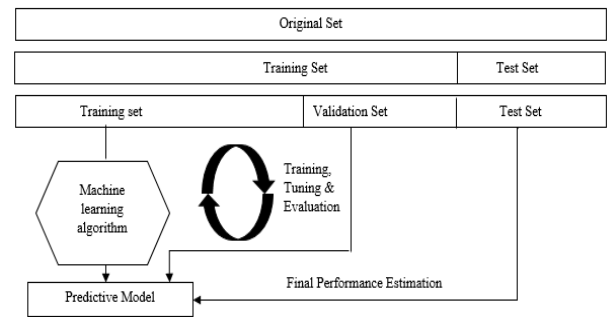 Original Set
Training Set
Test Set
Training set
Validation Set
Test Set
Machine
learning
algorithm
Training,
Tuning &
Evaluation
Final Performance Estimation
Predictive Model